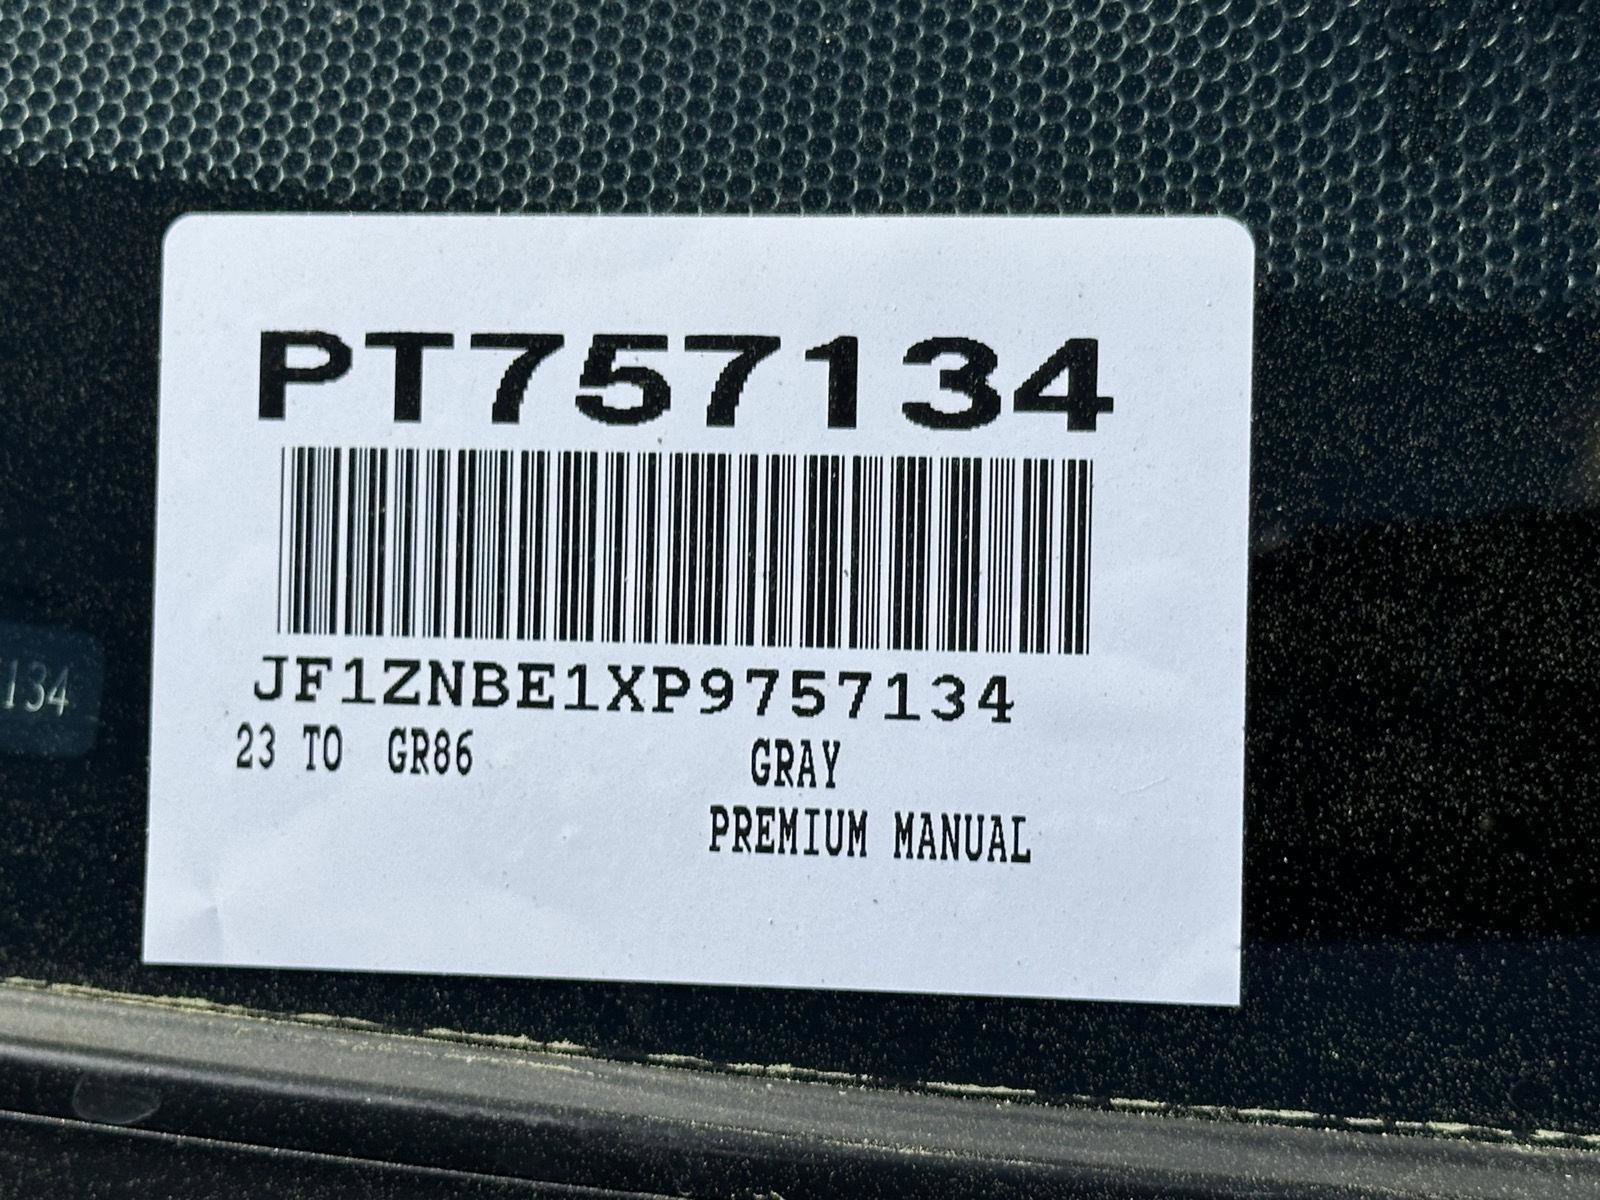 PT757134
JF1ZNBE1XP9757134
23 TO GR86 GRAY
PREMIUM MANUAL
134